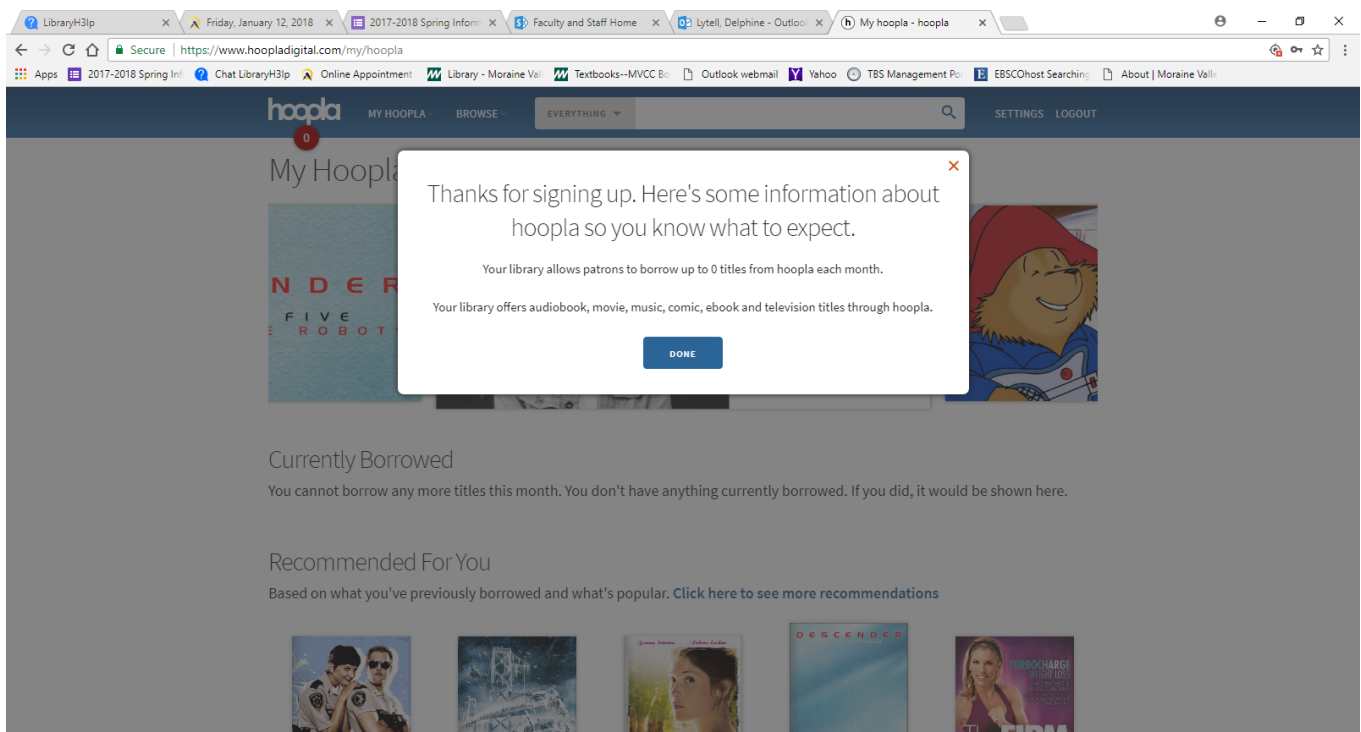 LibraryH3lp
Friday, January 12, 2018
2017-2018 Spring Inform
Faculty and Staff Home
Lytell, Delphine - Outloo
My hoopla - hoopla
Secure | https://www.hoopladigital.com/my/hoopla
Apps
2017-2018 Spring Inf
Chat LibraryH3lp
Online Appointment
Library - Moraine Val
Textbooks--MVCC Bo
Outlook webmail
Yahoo
TBS Management Po
EBSCOhost Searching
About | Moraine Valle
hoopla
MY HOOPLA
BROWSE
EVERYTHING
SETTINGS
LOGOUT
0
My Hoopla
Thanks for signing up. Here's some information about
hoopla so you know what to expect.
Your library allows patrons to borrow up to 0 titles from hoopla each month.
Your library offers audiobook, movie, music, comic, ebook and television titles through hoopla.
DONE
NDER
FIVE
ROBOT
Currently Borrowed
You cannot borrow any more titles this month. You don't have anything currently borrowed. If you did, it would be shown here.
Recommended For You
Based on what you've previously borrowed and what's popular. Click here to see more recommendations
DESCENDER
TURBOCHARGE
WEIGHT LOSS
FIRM